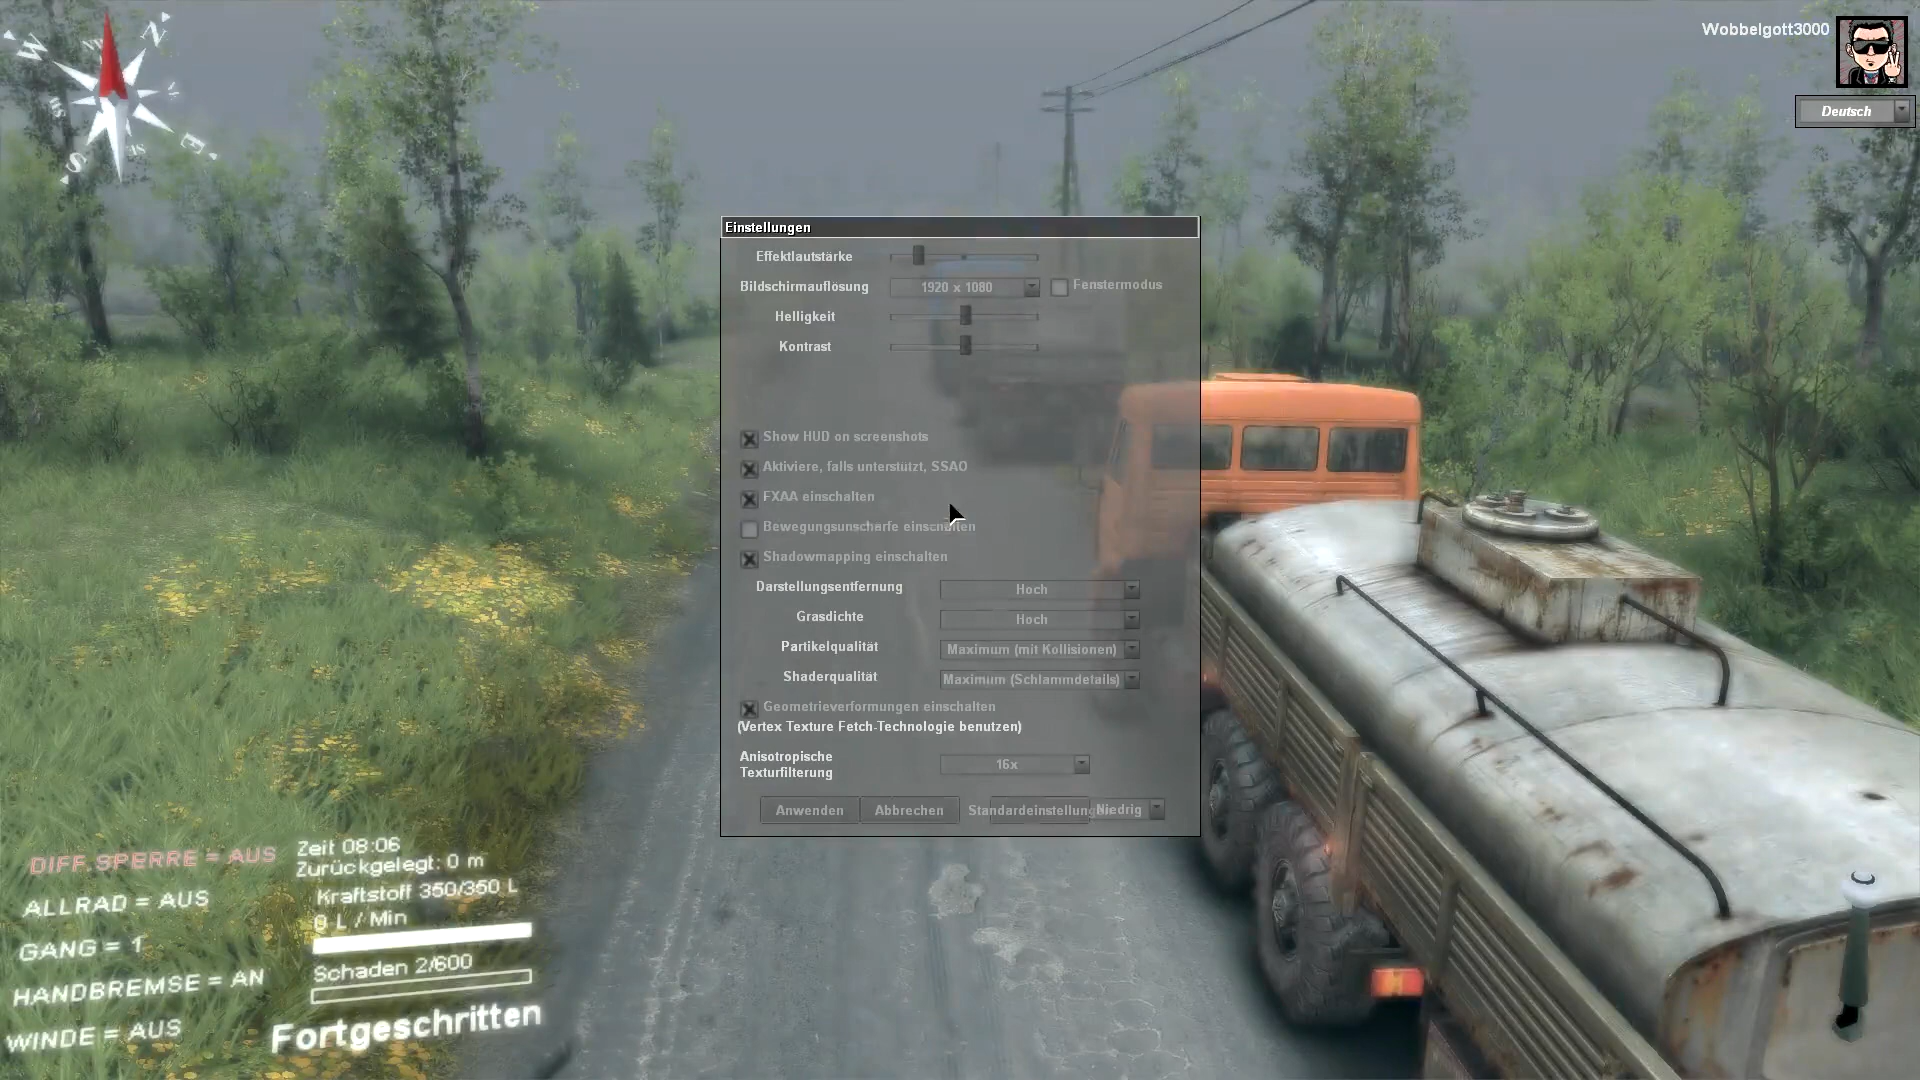 Wobbelgott3000
Deutsch
N
W
E
S
Einstellungen
Effektlautstärke
Bildschirmauflösung 1920 x 1080 Fenstermodus
Helligkeit
Kontrast
Show HUD on screenshots
Aktiviere, falls unterstützt, SSAO
FXAA einschalten
Bewegungsunschärfe einschalten
Shadowmapping einschalten
Darstellungsentfernung Hoch
Grasdichte Hoch
Partikelqualität Maximum (mit Kollisionen)
Shaderqualität Maximum (Schlammdetails)
Geometrieverformungen einschalten
(Vertex Texture Fetch-Technologie benutzen)
Anisotropische
Texturfilterung 16x
Anwenden Abbrechen Standardeinstellung Niedrig
DIFF.SPERRE = AUS
ALLRAD = AUS
GANG = 1
HANDBREMSE = AN
WINDE = AUS
Zeit 08:06
Zurückgelegt: 0 m
Kraftstoff 350/350 L
0 L / Min
Schaden 2/600
Fortgeschritten